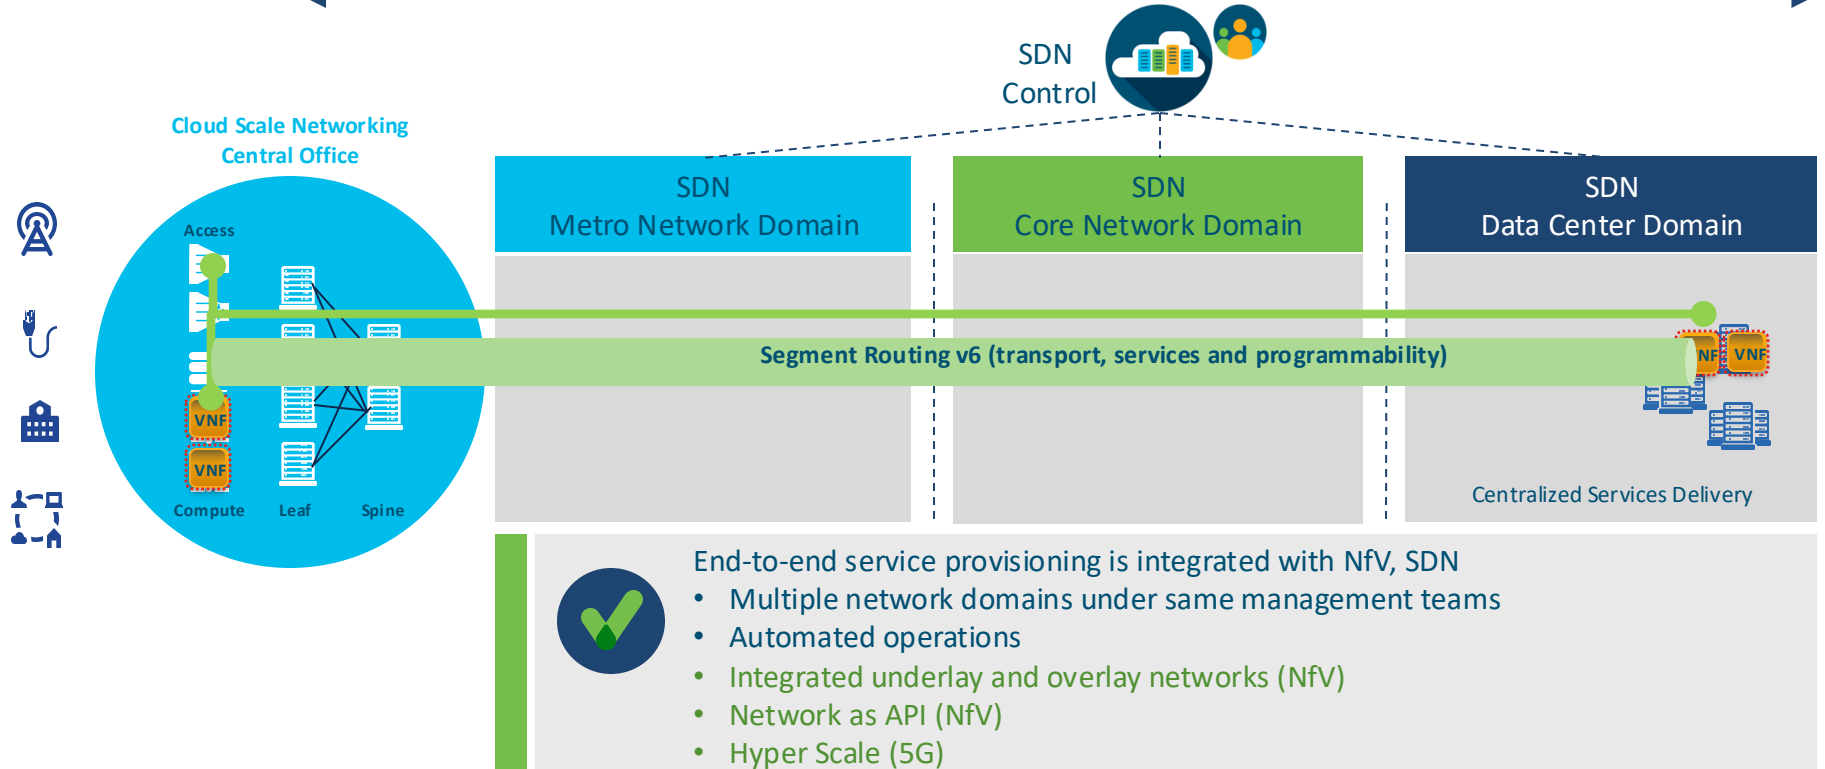 SDN
Control
Cloud Scale Networking
Central Office
SDN
Metro Network Domain
SDN
Core Network Domain
SDN
Data Center Domain
Access
Segment Routing v6 (transport, services and programmability)
NF
VNF
VNF
VNF
Compute
Leaf
Spine
Centralized Services Delivery
End-to-end service provisioning is integrated with NfV, SDN
• Multiple network domains under same management teams
• Automated operations
• Integrated underlay and overlay networks (NfV)
• Network as API (NfV)
• Hyper Scale (5G)